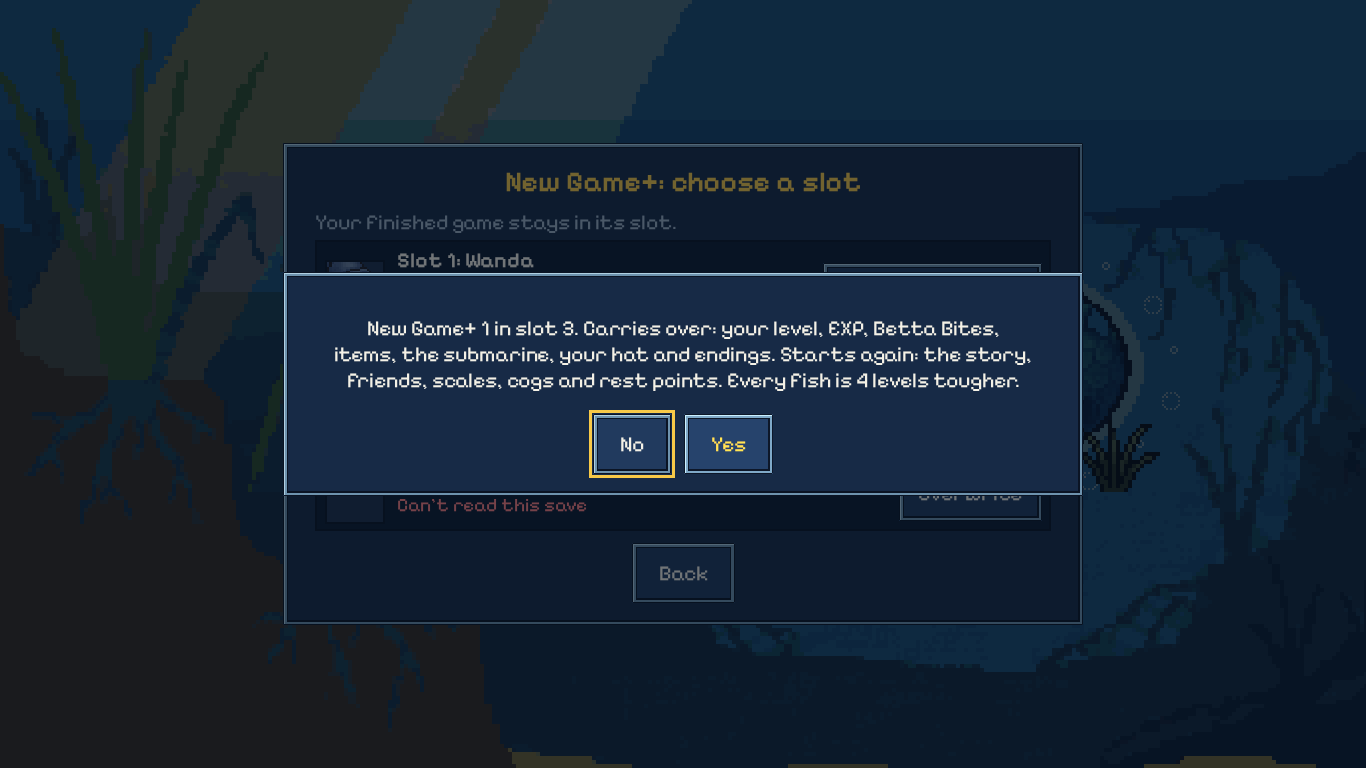 New Game+: choose a slot
Your finished game stays in its slot.
Slot 1: Wanda
New Game+ 1 in slot 3. Carries over: your level, EXP, Betta Bites,
items, the submarine, your hat and endings. Starts again: the story,
friends, scales, cogs and rest points. Every fish is 4 levels tougher.
No
Yes
Can't read this save
Back